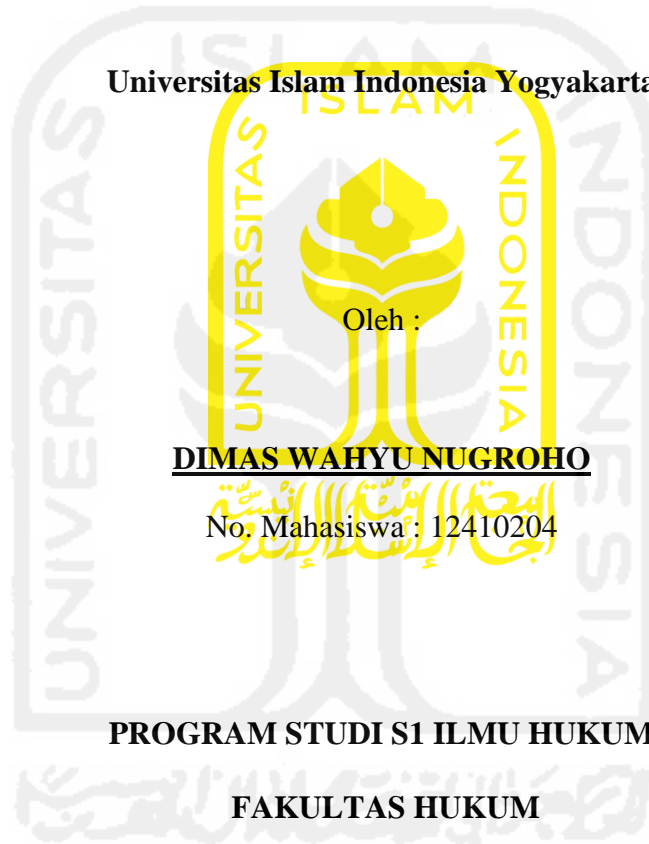 Universitas Islam Indonesia Yogyakarta
ISLAM
UNIVERSITAS
INDONESIA
Oleh :
DIMAS WAHYU NUGROHO
No. Mahasiswa : 12410204
PROGRAM STUDI S1 ILMU HUKUM
FAKULTAS HUKUM